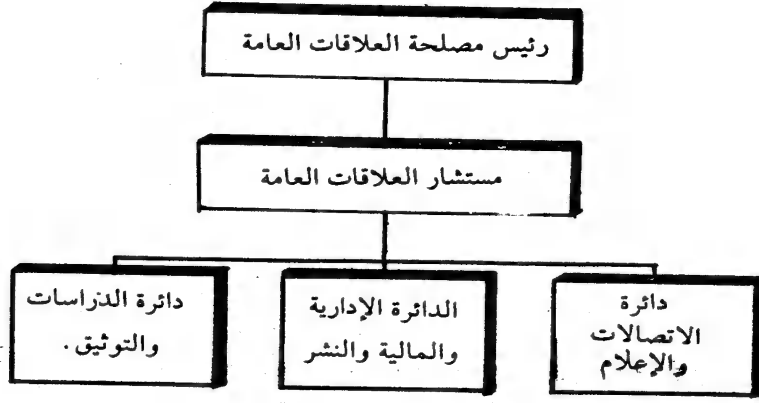 رئيس مصلحة العلاقات العامة
مستشار العلاقات العامة
دائرة
الاتصالات
والإعلام
الدائرة الإدارية
والمالية والنشر
دائرة الدراسات
والتوثيق.